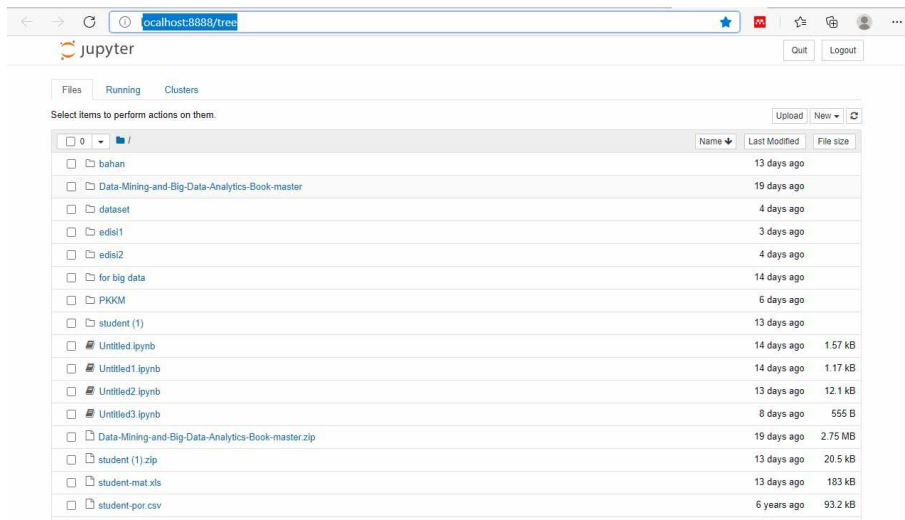 ocalhost:8888/tree
jupyter
Quit Logout
Files Running Clusters
Select items to perform actions on them.
Upload New
0 / Name Last Modified File size
bahan 13 days ago
Data-Mining-and-Big-Data-Analytics-Book-master 19 days ago
dataset 4 days ago
edisi1 3 days ago
edisi2 4 days ago
for big data 14 days ago
PKKM 6 days ago
student (1) 13 days ago
Untitled.ipynb 14 days ago 1.57 kB
Untitled1.ipynb 14 days ago 1.17 kB
Untitled2.ipynb 13 days ago 12.1 kB
Untitled3.ipynb 8 days ago 555 B
Data-Mining-and-Big-Data-Analytics-Book-master.zip 19 days ago 2.75 MB
student (1).zip 13 days ago 20.5 kB
student-mat.xls 13 days ago 183 kB
student-por.csv 6 years ago 93.2 kB